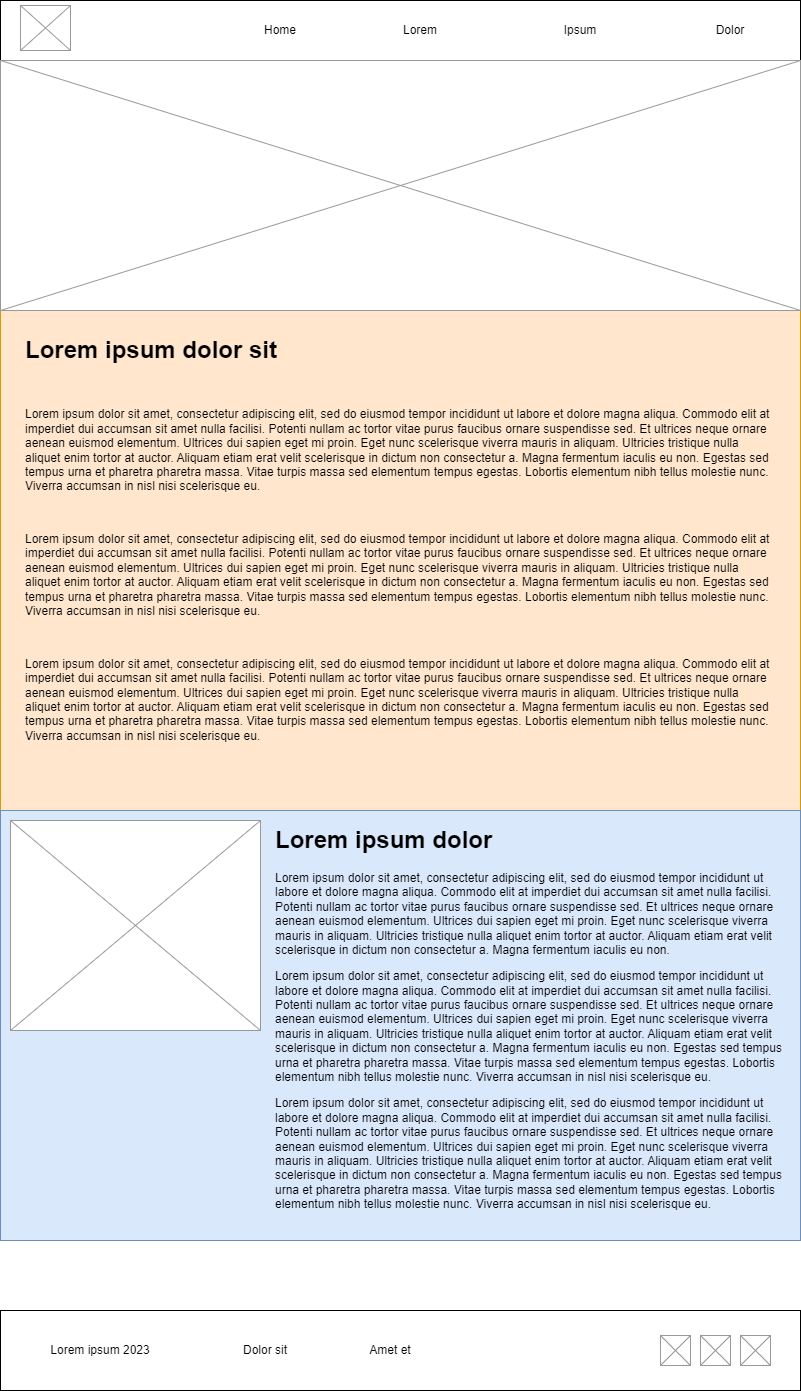 Home Lorem Ipsum Dolor
Lorem ipsum dolor sit
Lorem ipsum dolor sit amet, consectetur adipiscing elit, sed do eiusmod tempor incididunt ut labore et dolore magna aliqua. Commodo elit at
imperdiet dui accumsan sit amet nulla facilisi. Potenti nullam ac tortor vitae purus faucibus ornare suspendisse sed. Et ultrices neque ornare
aenean euismod elementum. Ultrices dui sapien eget mi proin. Eget nunc scelerisque viverra mauris in aliquam. Ultricies tristique nulla
aliquet enim tortor at auctor. Aliquam etiam erat velit scelerisque in dictum non consectetur a. Magna fermentum iaculis eu non. Egestas sed
tempus urna et pharetra pharetra massa. Vitae turpis massa sed elementum tempus egestas. Lobortis elementum nibh tellus molestie nunc.
Viverra accumsan in nisl nisi scelerisque eu.
Lorem ipsum dolor sit amet, consectetur adipiscing elit, sed do eiusmod tempor incididunt ut labore et dolore magna aliqua. Commodo elit at
imperdiet dui accumsan sit amet nulla facilisi. Potenti nullam ac tortor vitae purus faucibus ornare suspendisse sed. Et ultrices neque ornare
aenean euismod elementum. Ultrices dui sapien eget mi proin. Eget nunc scelerisque viverra mauris in aliquam. Ultricies tristique nulla
aliquet enim tortor at auctor. Aliquam etiam erat velit scelerisque in dictum non consectetur a. Magna fermentum iaculis eu non. Egestas sed
tempus urna et pharetra pharetra massa. Vitae turpis massa sed elementum tempus egestas. Lobortis elementum nibh tellus molestie nunc.
Viverra accumsan in nisl nisi scelerisque eu.
Lorem ipsum dolor sit amet, consectetur adipiscing elit, sed do eiusmod tempor incididunt ut labore et dolore magna aliqua. Commodo elit at
imperdiet dui accumsan sit amet nulla facilisi. Potenti nullam ac tortor vitae purus faucibus ornare suspendisse sed. Et ultrices neque ornare
aenean euismod elementum. Ultrices dui sapien eget mi proin. Eget nunc scelerisque viverra mauris in aliquam. Ultricies tristique nulla
aliquet enim tortor at auctor. Aliquam etiam erat velit scelerisque in dictum non consectetur a. Magna fermentum iaculis eu non. Egestas sed
tempus urna et pharetra pharetra massa. Vitae turpis massa sed elementum tempus egestas. Lobortis elementum nibh tellus molestie nunc.
Viverra accumsan in nisl nisi scelerisque eu.
Lorem ipsum dolor
Lorem ipsum dolor sit amet, consectetur adipiscing elit, sed do eiusmod tempor incididunt ut
labore et dolore magna aliqua. Commodo elit at imperdiet dui accumsan sit amet nulla facilisi.
Potenti nullam ac tortor vitae purus faucibus ornare suspendisse sed. Et ultrices neque ornare
aenean euismod elementum. Ultrices dui sapien eget mi proin. Eget nunc scelerisque viverra
mauris in aliquam. Ultricies tristique nulla aliquet enim tortor at auctor. Aliquam etiam erat velit
scelerisque in dictum non consectetur a. Magna fermentum iaculis eu non.
Lorem ipsum dolor sit amet, consectetur adipiscing elit, sed do eiusmod tempor incididunt ut
labore et dolore magna aliqua. Commodo elit at imperdiet dui accumsan sit amet nulla facilisi.
Potenti nullam ac tortor vitae purus faucibus ornare suspendisse sed. Et ultrices neque ornare
aenean euismod elementum. Ultrices dui sapien eget mi proin. Eget nunc scelerisque viverra
mauris in aliquam. Ultricies tristique nulla aliquet enim tortor at auctor. Aliquam etiam erat velit
scelerisque in dictum non consectetur a. Magna fermentum iaculis eu non. Egestas sed tempus
urna et pharetra pharetra massa. Vitae turpis massa sed elementum tempus egestas. Lobortis
elementum nibh tellus molestie nunc. Viverra accumsan in nisl nisi scelerisque eu.
Lorem ipsum dolor sit amet, consectetur adipiscing elit, sed do eiusmod tempor incididunt ut
labore et dolore magna aliqua. Commodo elit at imperdiet dui accumsan sit amet nulla facilisi.
Potenti nullam ac tortor vitae purus faucibus ornare suspendisse sed. Et ultrices neque ornare
aenean euismod elementum. Ultrices dui sapien eget mi proin. Eget nunc scelerisque viverra
mauris in aliquam. Ultricies tristique nulla aliquet enim tortor at auctor. Aliquam etiam erat velit
scelerisque in dictum non consectetur a. Magna fermentum iaculis eu non. Egestas sed tempus
urna et pharetra pharetra massa. Vitae turpis massa sed elementum tempus egestas. Lobortis
elementum nibh tellus molestie nunc. Viverra accumsan in nisl nisi scelerisque eu.
Lorem ipsum 2023 Dolor sit Amet et